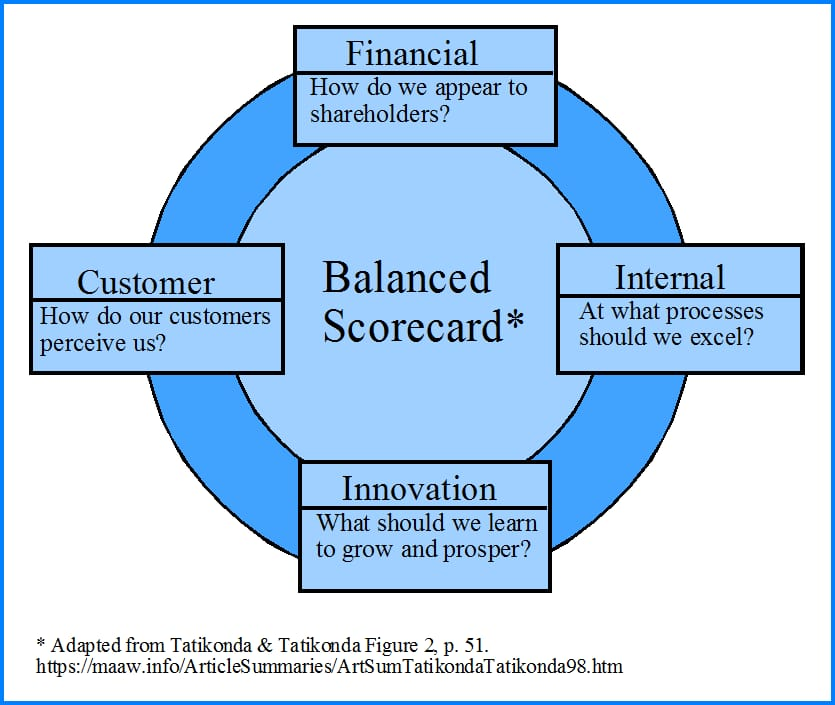 Financial
How do we appear to
shareholders?
Customer
How do our customers
perceive us?
Balanced
Scorecard*
Internal
At what processes
should we excel?
Innovation
What should we learn
to grow and prosper?
* Adapted from Tatikonda & Tatikonda Figure 2, p. 51.
https://maaw.info/ArticleSummaries/ArtSumTatikondaTatikonda98.htm